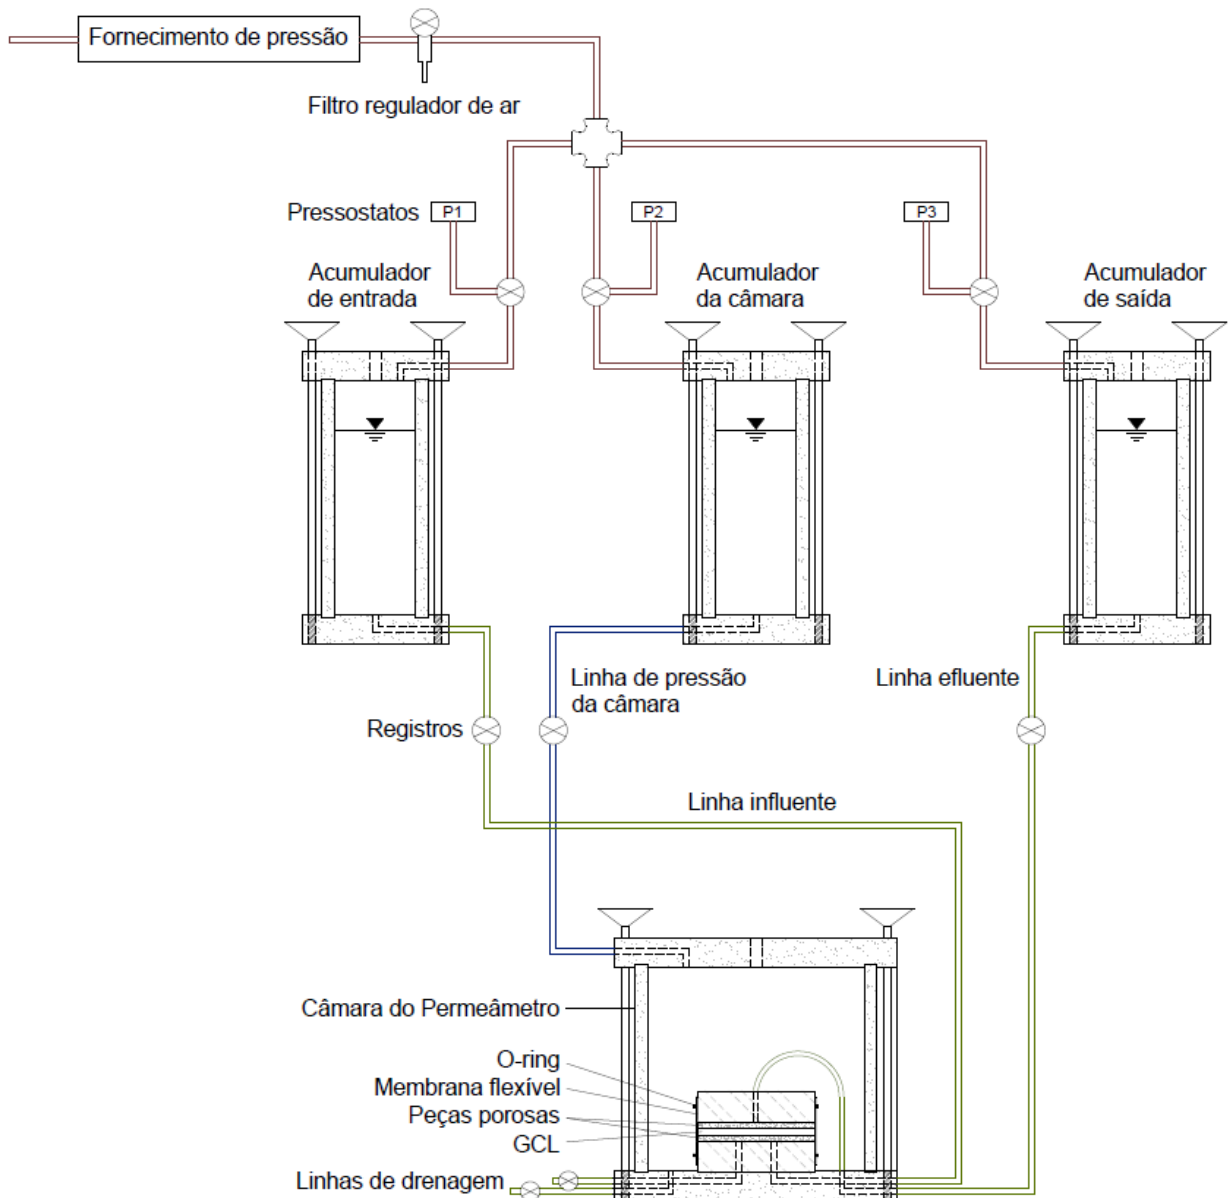 Fornecimento de pressão
Filtro regulador de ar
Pressostatos
P1
P2
P3
Acumulador
de entrada
Acumulador
da câmara
Acumulador
de saída
Linha de pressão
da câmara
Linha efluente
Registros
Linha influente
Câmara do Permeâmetro
O-ring
Membrana flexível
Peças porosas
GCL
Linhas de drenagem